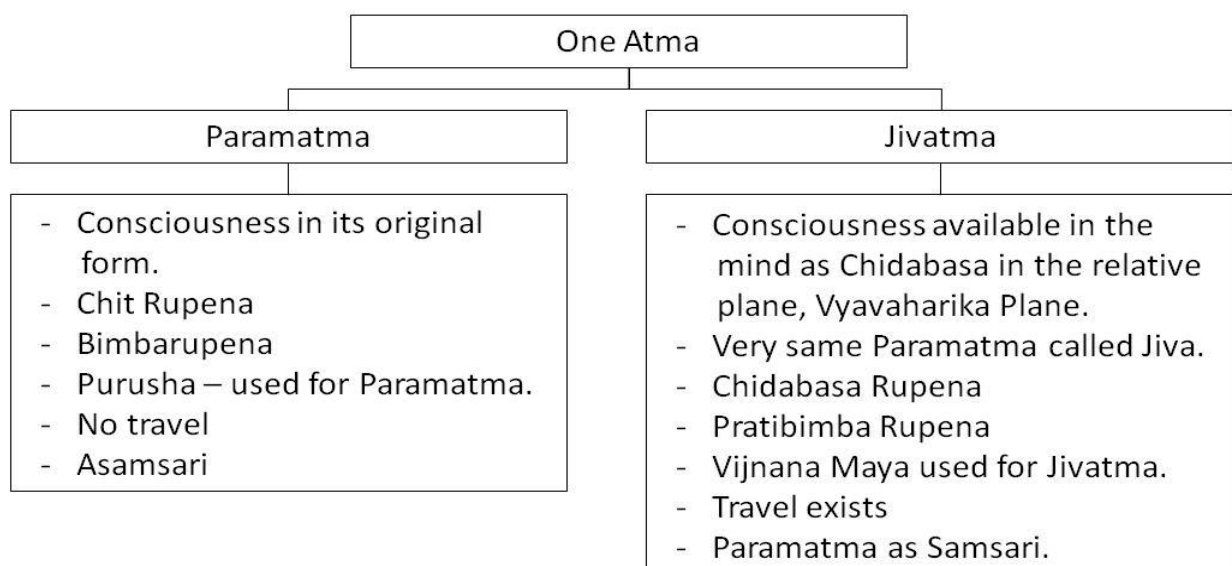 One Atma
Paramatma
- Consciousness in its original
form.
- Chit Rupena
- Bimbarupena
- Purusha – used for Paramatma.
- No travel
- Asamsari
Jivatma
- Consciousness available in the
mind as Chidabasa in the relative
plane, Vyavaharika Plane.
- Very same Paramatma called Jiva.
- Chidabasa Rupena
- Pratibimba Rupena
- Vijnana Maya used for Jivatma.
- Travel exists
- Paramatma as Samsari.